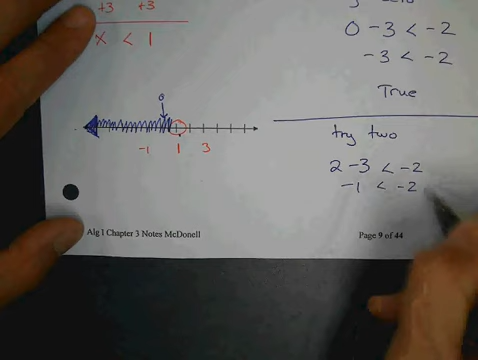 +3 +3
x < 1
0
-1 1 3
0 - 3 < -2
-3 < -2
True
try two
2 - 3 < -2
-1 < -2
Alg 1 Chapter 3 Notes McDonell
Page 9 of 44